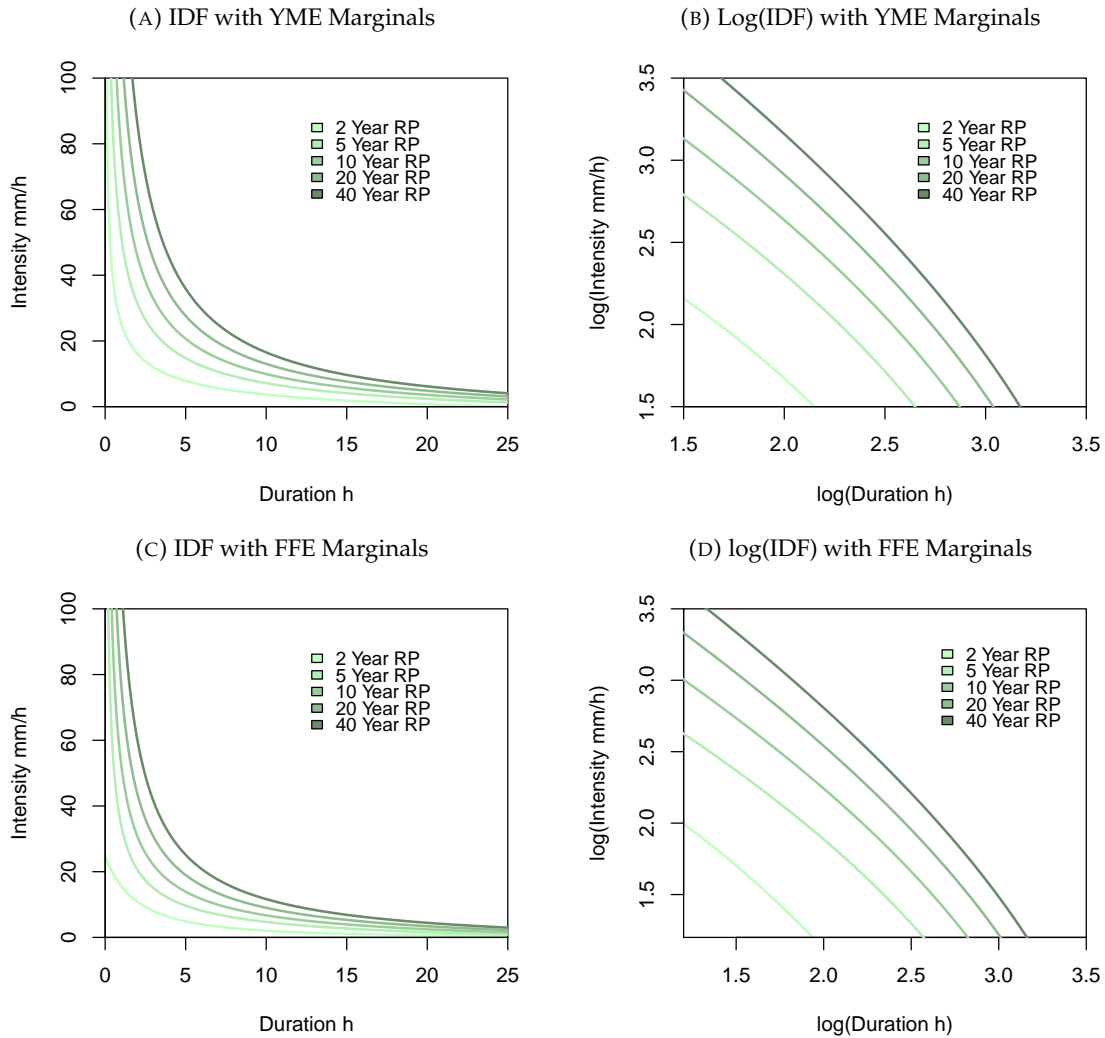 (A) IDF with YME Marginals
100
80
60
40
20
0
Intensity mm/h
2 Year RP
5 Year RP
10 Year RP
20 Year RP
40 Year RP
0 5 10 15 20 25
Duration h
(B) Log(IDF) with YME Marginals
3.5
3.0
2.5
2.0
1.5
log(Intensity mm/h)
2 Year RP
5 Year RP
10 Year RP
20 Year RP
40 Year RP
1.5 2.0 2.5 3.0 3.5
log(Duration h)
(C) IDF with FFE Marginals
100
80
60
40
20
0
Intensity mm/h
2 Year RP
5 Year RP
10 Year RP
20 Year RP
40 Year RP
0 5 10 15 20 25
Duration h
(D) log(IDF) with FFE Marginals
3.5
3.0
2.5
2.0
1.5
log(Intensity mm/h)
2 Year RP
5 Year RP
10 Year RP
20 Year RP
40 Year RP
1.5 2.0 2.5 3.0 3.5
log(Duration h)